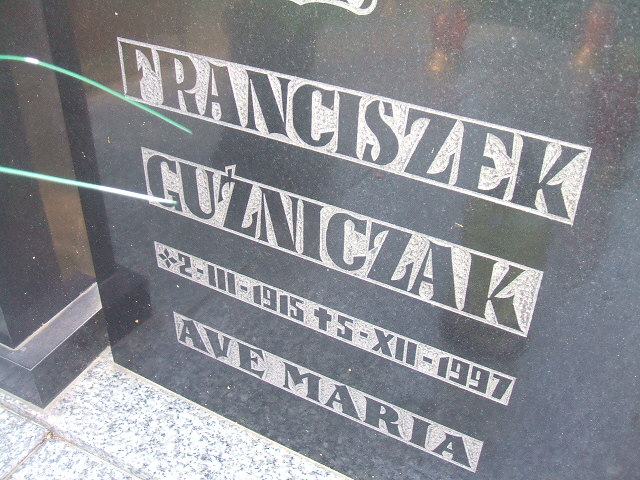 FRANCISZEK
GUŹNICZAK
✣2-III-1915 ✝5-XII-1997
AVE MARIA